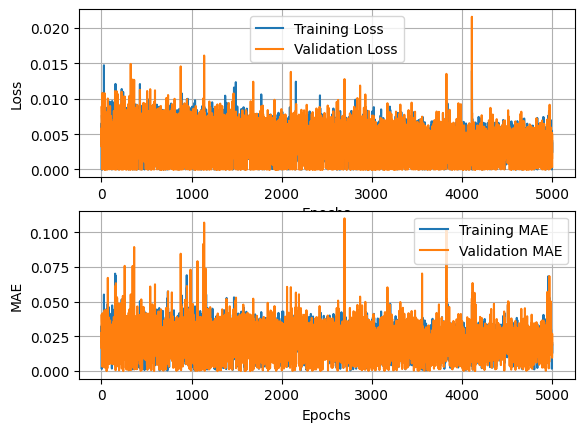 0.020
0.015
0.010
0.005
0.000
Loss
Training Loss
Validation Loss
0 1000 2000 3000 4000 5000
Epochs
0.100
0.075
0.050
0.025
0.000
MAE
Training MAE
Validation MAE
0 1000 2000 3000 4000 5000
Epochs